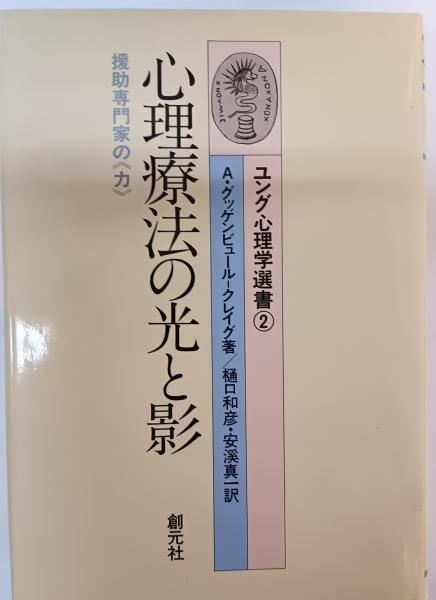 ユング心理学選書②
A・グッゲンビュール-クレイグ著／樋口和彦・安溪真一訳
心理療法の光と影
援助専門家の《力》
創元社